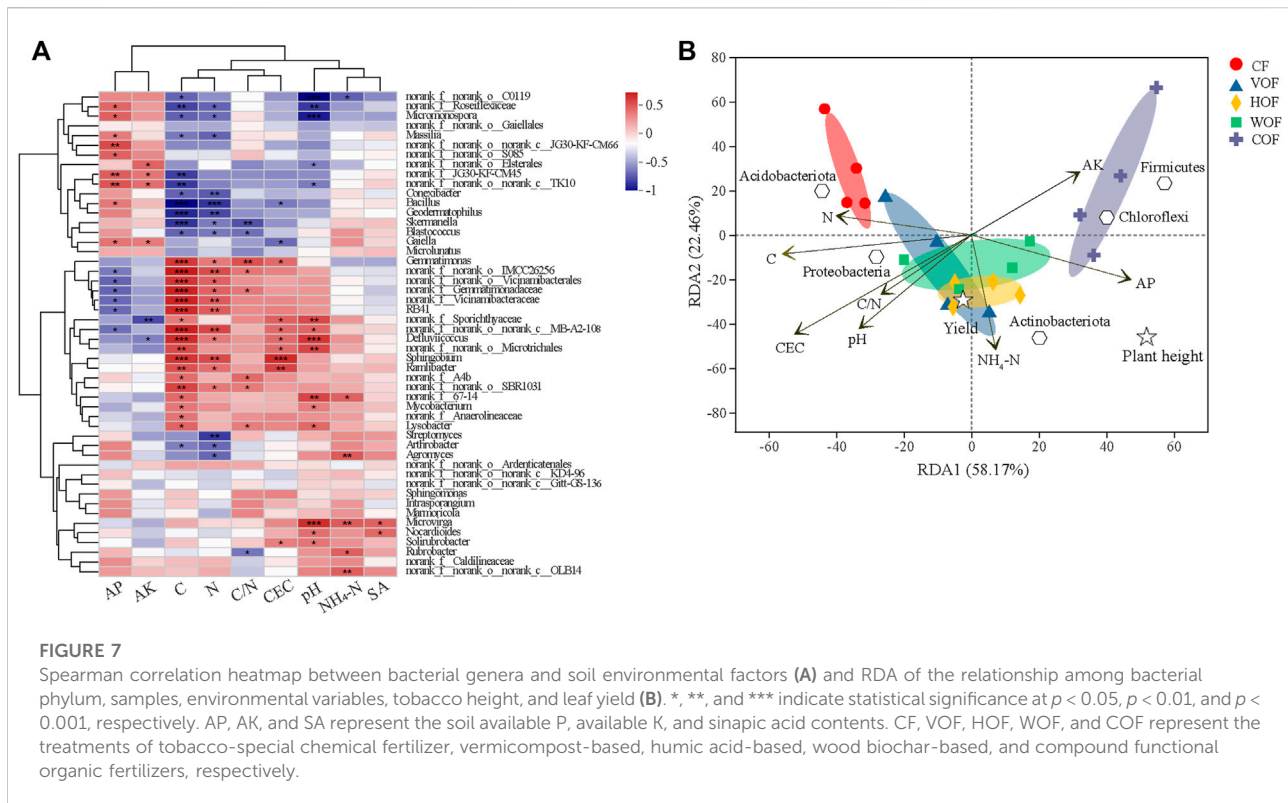 A
norank_f__norank_o__C0119
norank_f__Roseiflexaceae
Micromonospora
norank_f__norank_o__Gaiellales
Massilia
norank_f__norank_o__norank_c__JG30-KF-CM66
norank_f__norank_o__S085
norank_f__norank_o__Elsterales
norank_f__JG30-KF-CM45
norank_f__norank_o__norank_c__TK10
Conexibacter
Bacillus
Geodermatophilus
Skermanella
Blastococcus
Gaiella
Microlunatus
Gemmatimonas
norank_f__norank_o__IMCC26256
norank_f__norank_o__Vicinamibacterales
norank_f__Gemmatimonadaceae
norank_f__Vicinamibacteraceae
RB41
norank_f__Sporichthyaceae
norank_f__norank_o__norank_c__MB-A2-108
Defluviicoccus
norank_f__norank_o__Microtrichales
Sphingobium
Ramlibacter
norank_f__A4b
norank_f__norank_o__SBR1031
norank_f__67-14
Mycobacterium
norank_f__Anaerolineaceae
Lysobacter
Streptomyces
Arthrobacter
Agromyces
norank_f__norank_o__Ardenticatenales
norank_f__norank_o__norank_c__KD4-96
norank_f__norank_o__norank_c__Gitt-GS-136
Sphingomonas
Intrasporangium
Marmoricola
Microvirga
Nocardioides
Solirubrobacter
Rubrobacter
norank_f__Caldilineaceae
norank_f__norank_o__norank_c__OLB14
AP AK C N C/N CEC pH NH₄-N SA
0.5
0
-0.5
-1
B
80
60
40
20
0
-20
-40
-60
-80
RDA2 (22.46%)
-60 -40 -20 0 20 40 60
RDA1 (58.17%)
Acidobacteriota
N
C
Proteobacteria
C/N
CEC
pH
Yield
NH₄-N
Actinobacteriota
AK
Firmicutes
Chloroflexi
AP
Plant height
CF
VOF
HOF
WOF
COF
FIGURE 7
Spearman correlation heatmap between bacterial genera and soil environmental factors (A) and RDA of the relationship among bacterial
phylum, samples, environmental variables, tobacco height, and leaf yield (B). *, **, and *** indicate statistical significance at p < 0.05, p < 0.01, and p <
0.001, respectively. AP, AK, and SA represent the soil available P, available K, and sinapic acid contents. CF, VOF, HOF, WOF, and COF represent the
treatments of tobacco-special chemical fertilizer, vermicompost-based, humic acid-based, wood biochar-based, and compound functional
organic fertilizers, respectively.